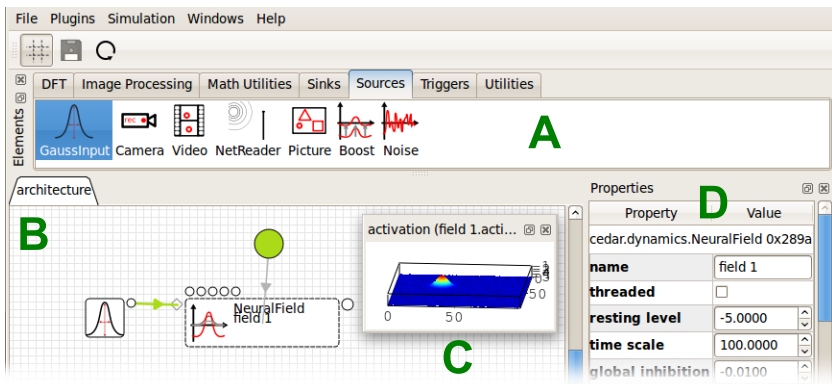 File Plugins Simulation Windows Help
DFT Image Processing Math Utilities Sinks Sources Triggers Utilities
Elements
rec
GaussInput Camera Video NetReader Picture Boost Noise
A
architecture
B
NeuralField
field 1
activation (field 1.acti...
0 50
50
C
Properties
D
Property Value
cedar.dynamics.NeuralField 0x289a
name field 1
threaded
resting level -5.0000
time scale 100.0000
global inhibition -0.0100